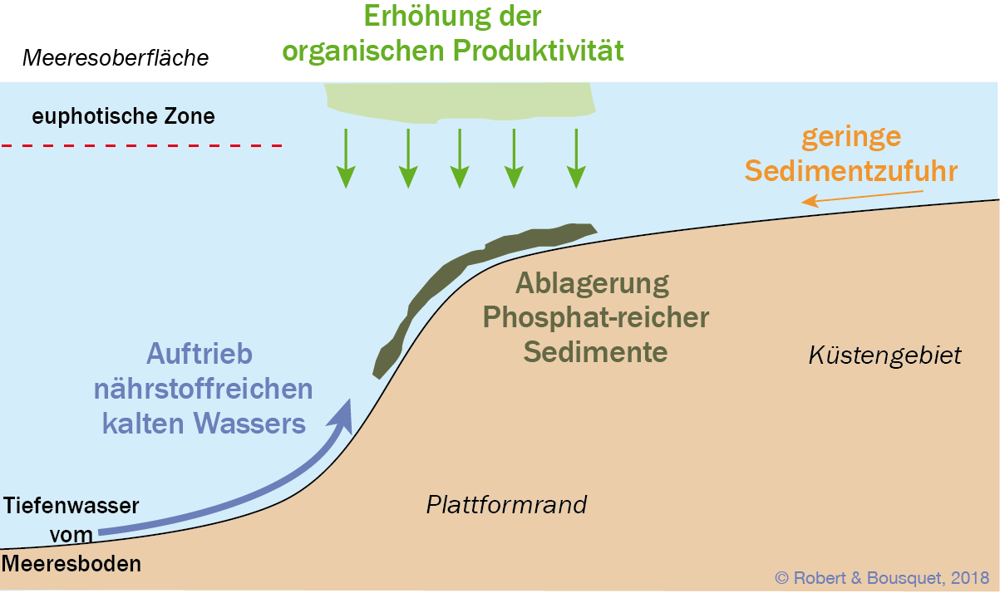 Erhöhung der
organischen Produktivität
Meeresoberfläche
euphotische Zone
geringe
Sedimentzufuhr
Ablagerung
Phosphat-reicher
Sedimente
Auftrieb
nährstoffreichen
kalten Wassers
Küstengebiet
Tiefenwasser
vom
Meeresboden
Plattformrand
© Robert & Bousquet, 2018